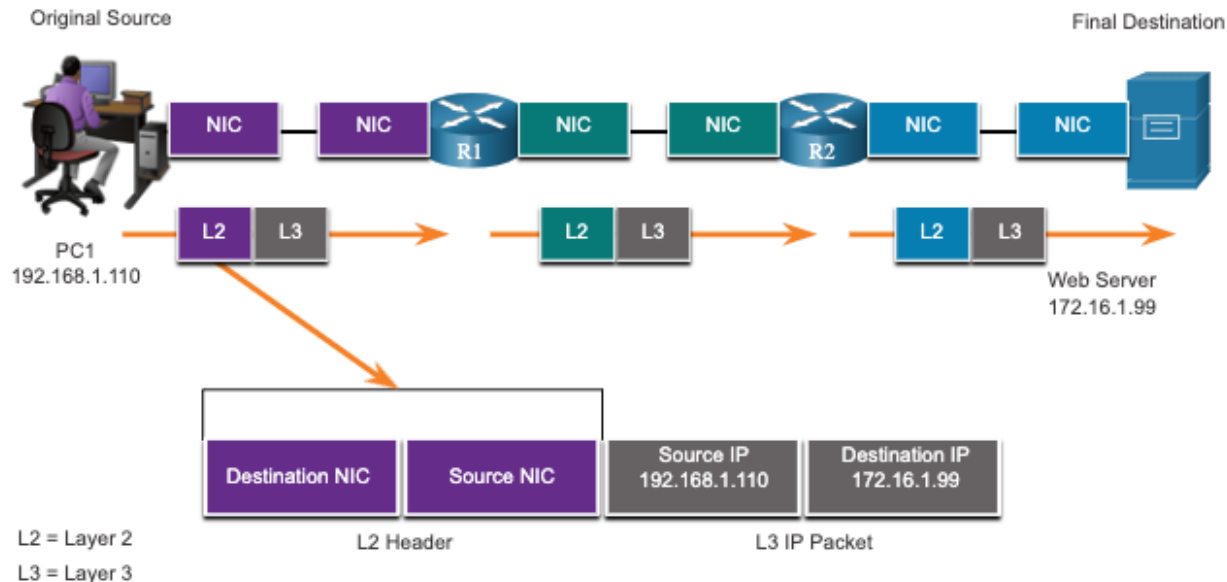 Original Source
Final Destination
NIC
NIC
R1
NIC
NIC
R2
NIC
NIC
L2
L3
L2
L3
L2
L3
PC1
192.168.1.110
Web Server
172.16.1.99
Destination NIC
Source NIC
Source IP
192.168.1.110
Destination IP
172.16.1.99
L2 Header
L3 IP Packet
L2 = Layer 2
L3 = Layer 3